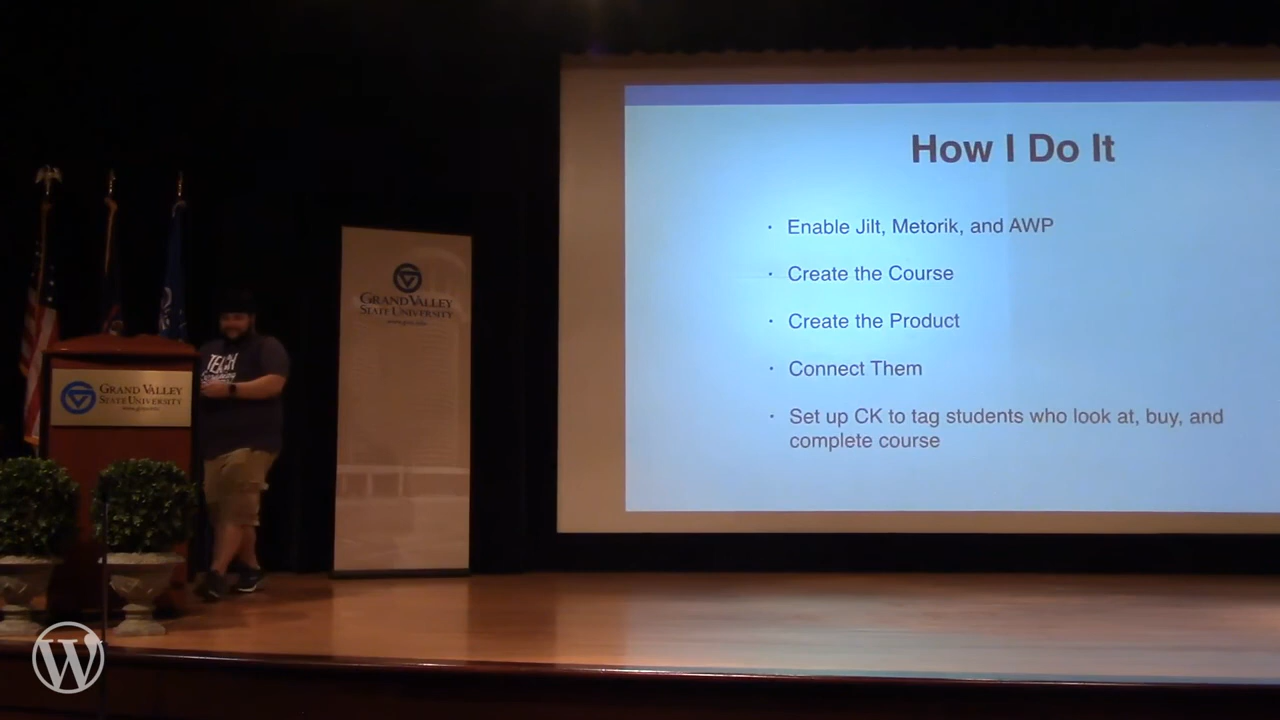 How I Do It
· Enable Jilt, Metorik, and AWP
· Create the Course
· Create the Product
· Connect Them
· Set up CK to tag students who look at, buy, and
complete course
GRAND VALLEY
STATE UNIVERSITY
GRAND VALLEY
STATE UNIVERSITY
TEACH
W